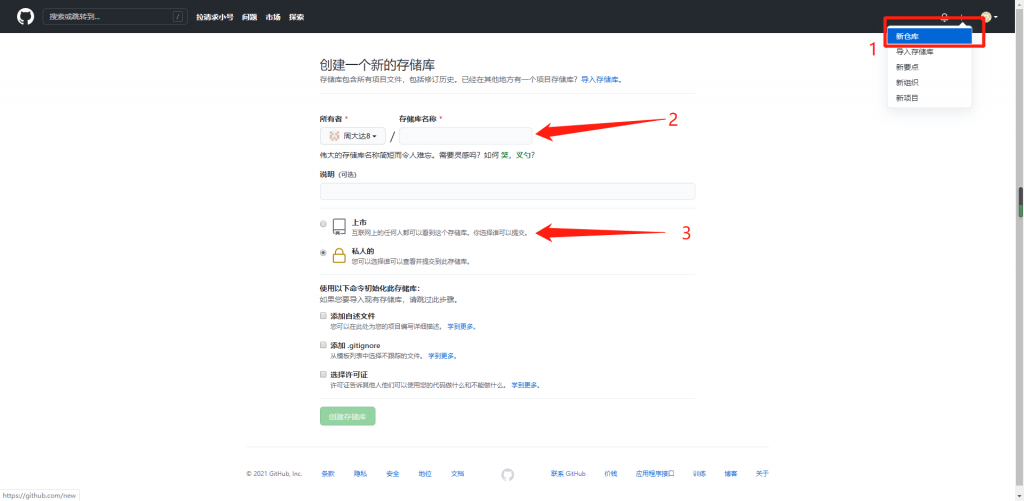 搜索或跳转到... /
拉请求小号 问题 市场 探索
1
新仓库
导入存储库
新要点
新组织
新项目
创建一个新的存储库
存储库包含所有项目文件，包括修订历史。已经在其他地方有一个项目存储库？导入存储库。
所有者 * 存储库名称 *
周大达8 /
2
伟大的存储库名称简短而令人难忘。需要灵感吗？如何 笑，叉勺？
说明 (可选)
上市
互联网上的任何人都可以看到这个存储库。你选择谁可以提交。
3
私人的
您可以选择谁可以查看并提交到此存储库。
使用以下命令初始化此存储库：
如果您要导入现有存储库，请跳过此步骤。
添加自述文件
您可以在此处为您的项目编写详细描述。 学到更多。
添加 .gitignore
从模板列表中选择不跟踪的文件。 学到更多。
选择许可证
许可证告诉其他人他们可以使用您的代码做什么和不能做什么。 学到更多。
创建存储库
© 2021 GitHub, Inc. 条款 隐私 安全 地位 文档 联系 GitHub 价钱 应用程序接口 训练 博客 关于
https://github.com/new